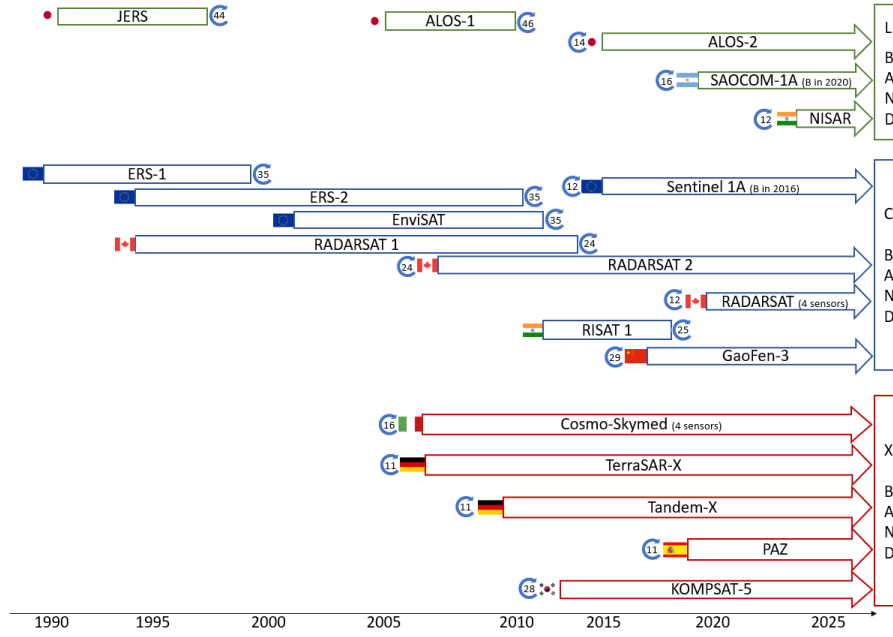 JERS 44
ALOS-1 46
14 ALOS-2
16 SAOCOM-1A (B in 2020)
12 NISAR
L
B
A
N
D
ERS-1 35
ERS-2 35
12 Sentinel 1A (B in 2016)
EnviSAT 35
RADARSAT 1 24
24 RADARSAT 2
12 RADARSAT (4 sensors)
RISAT 1 25
29 GaoFen-3
C
B
A
N
D
16 Cosmo-Skymed (4 sensors)
11 TerraSAR-X
11 Tandem-X
11 PAZ
28 KOMPSAT-5
X
B
A
N
D
1990 1995 2000 2005 2010 2015 2020 2025